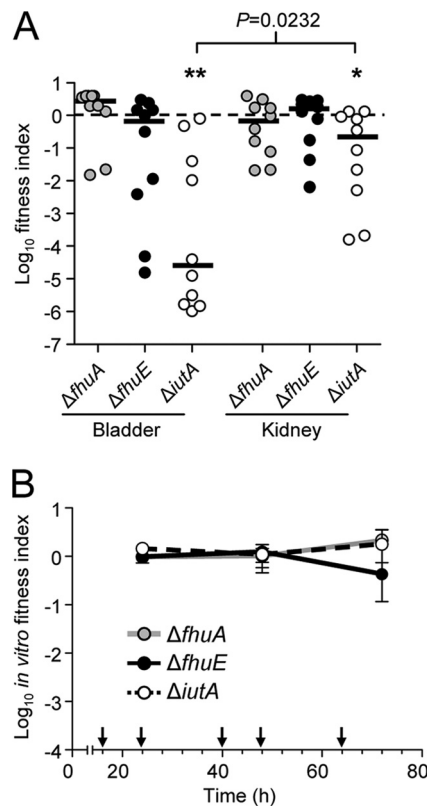 A
P=0.0232
** *
Log₁₀ fitness index
1
0
-1
-2
-3
-4
-5
-6
-7
ΔfhuA ΔfhuE ΔiutA ΔfhuA ΔfhuE ΔiutA
Bladder Kidney
B
Log₁₀ in vitro fitness index
1
0
-1
-2
-3
-4
ΔfhuA
ΔfhuE
ΔiutA
0 20 40 60 80
Time (h)